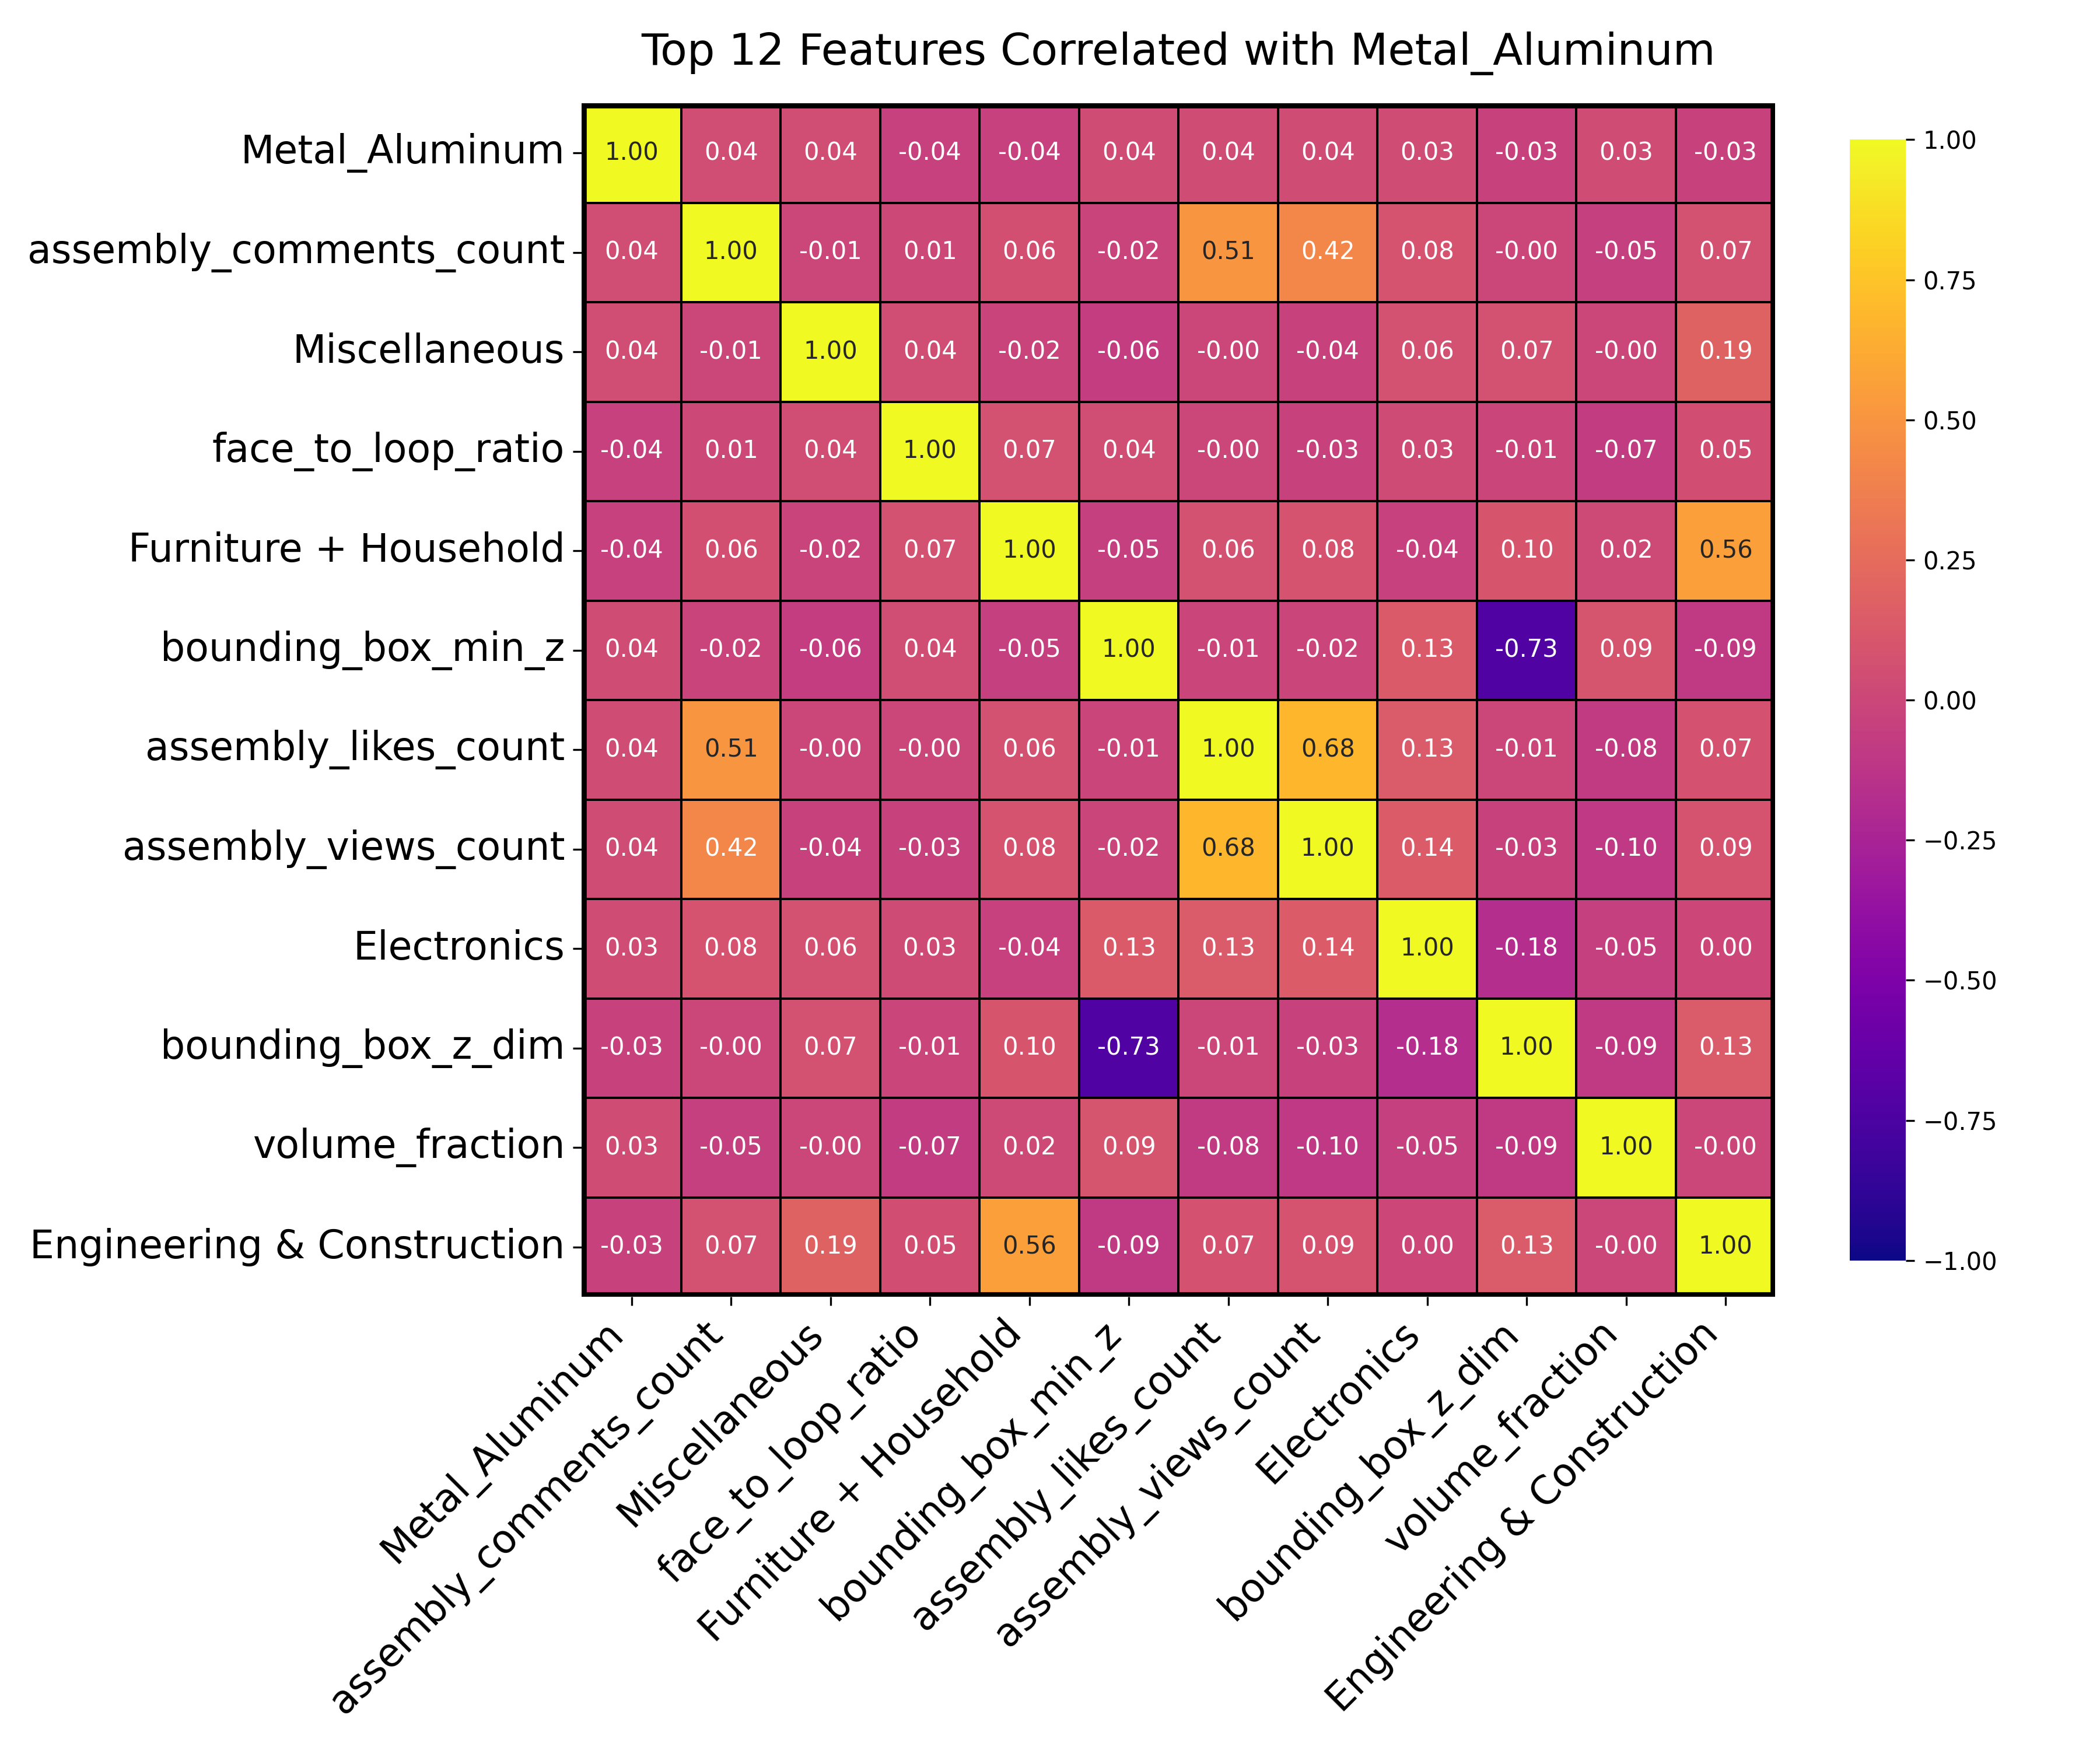 Top 12 Features Correlated with Metal_Aluminum
Metal_Aluminum 1.00 0.04 0.04 -0.04 -0.04 0.04 0.04 0.04 0.03 -0.03 0.03 -0.03
assembly_comments_count 0.04 1.00 -0.01 0.01 0.06 -0.02 0.51 0.42 0.08 -0.00 -0.05 0.07
Miscellaneous 0.04 -0.01 1.00 0.04 -0.02 -0.06 -0.00 -0.04 0.06 0.07 -0.00 0.19
face_to_loop_ratio -0.04 0.01 0.04 1.00 0.07 0.04 -0.00 -0.03 0.03 -0.01 -0.07 0.05
Furniture + Household -0.04 0.06 -0.02 0.07 1.00 -0.05 0.06 0.08 -0.04 0.10 0.02 0.56
bounding_box_min_z 0.04 -0.02 -0.06 0.04 -0.05 1.00 -0.01 -0.02 0.13 -0.73 0.09 -0.09
assembly_likes_count 0.04 0.51 -0.00 -0.00 0.06 -0.01 1.00 0.68 0.13 -0.01 -0.08 0.07
assembly_views_count 0.04 0.42 -0.04 -0.03 0.08 -0.02 0.68 1.00 0.14 -0.03 -0.10 0.09
Electronics 0.03 0.08 0.06 0.03 -0.04 0.13 0.13 0.14 1.00 -0.18 -0.05 0.00
bounding_box_z_dim -0.03 -0.00 0.07 -0.01 0.10 -0.73 -0.01 -0.03 -0.18 1.00 -0.09 0.13
volume_fraction 0.03 -0.05 -0.00 -0.07 0.02 0.09 -0.08 -0.10 -0.05 -0.09 1.00 -0.00
Engineering & Construction -0.03 0.07 0.19 0.05 0.56 -0.09 0.07 0.09 0.00 0.13 -0.00 1.00
Metal_Aluminum
assembly_comments_count
Miscellaneous
face_to_loop_ratio
Furniture + Household
bounding_box_min_z
assembly_likes_count
assembly_views_count
Electronics
bounding_box_z_dim
volume_fraction
Engineering & Construction
1.00
0.75
0.50
0.25
0.00
−0.25
−0.50
−0.75
−1.00